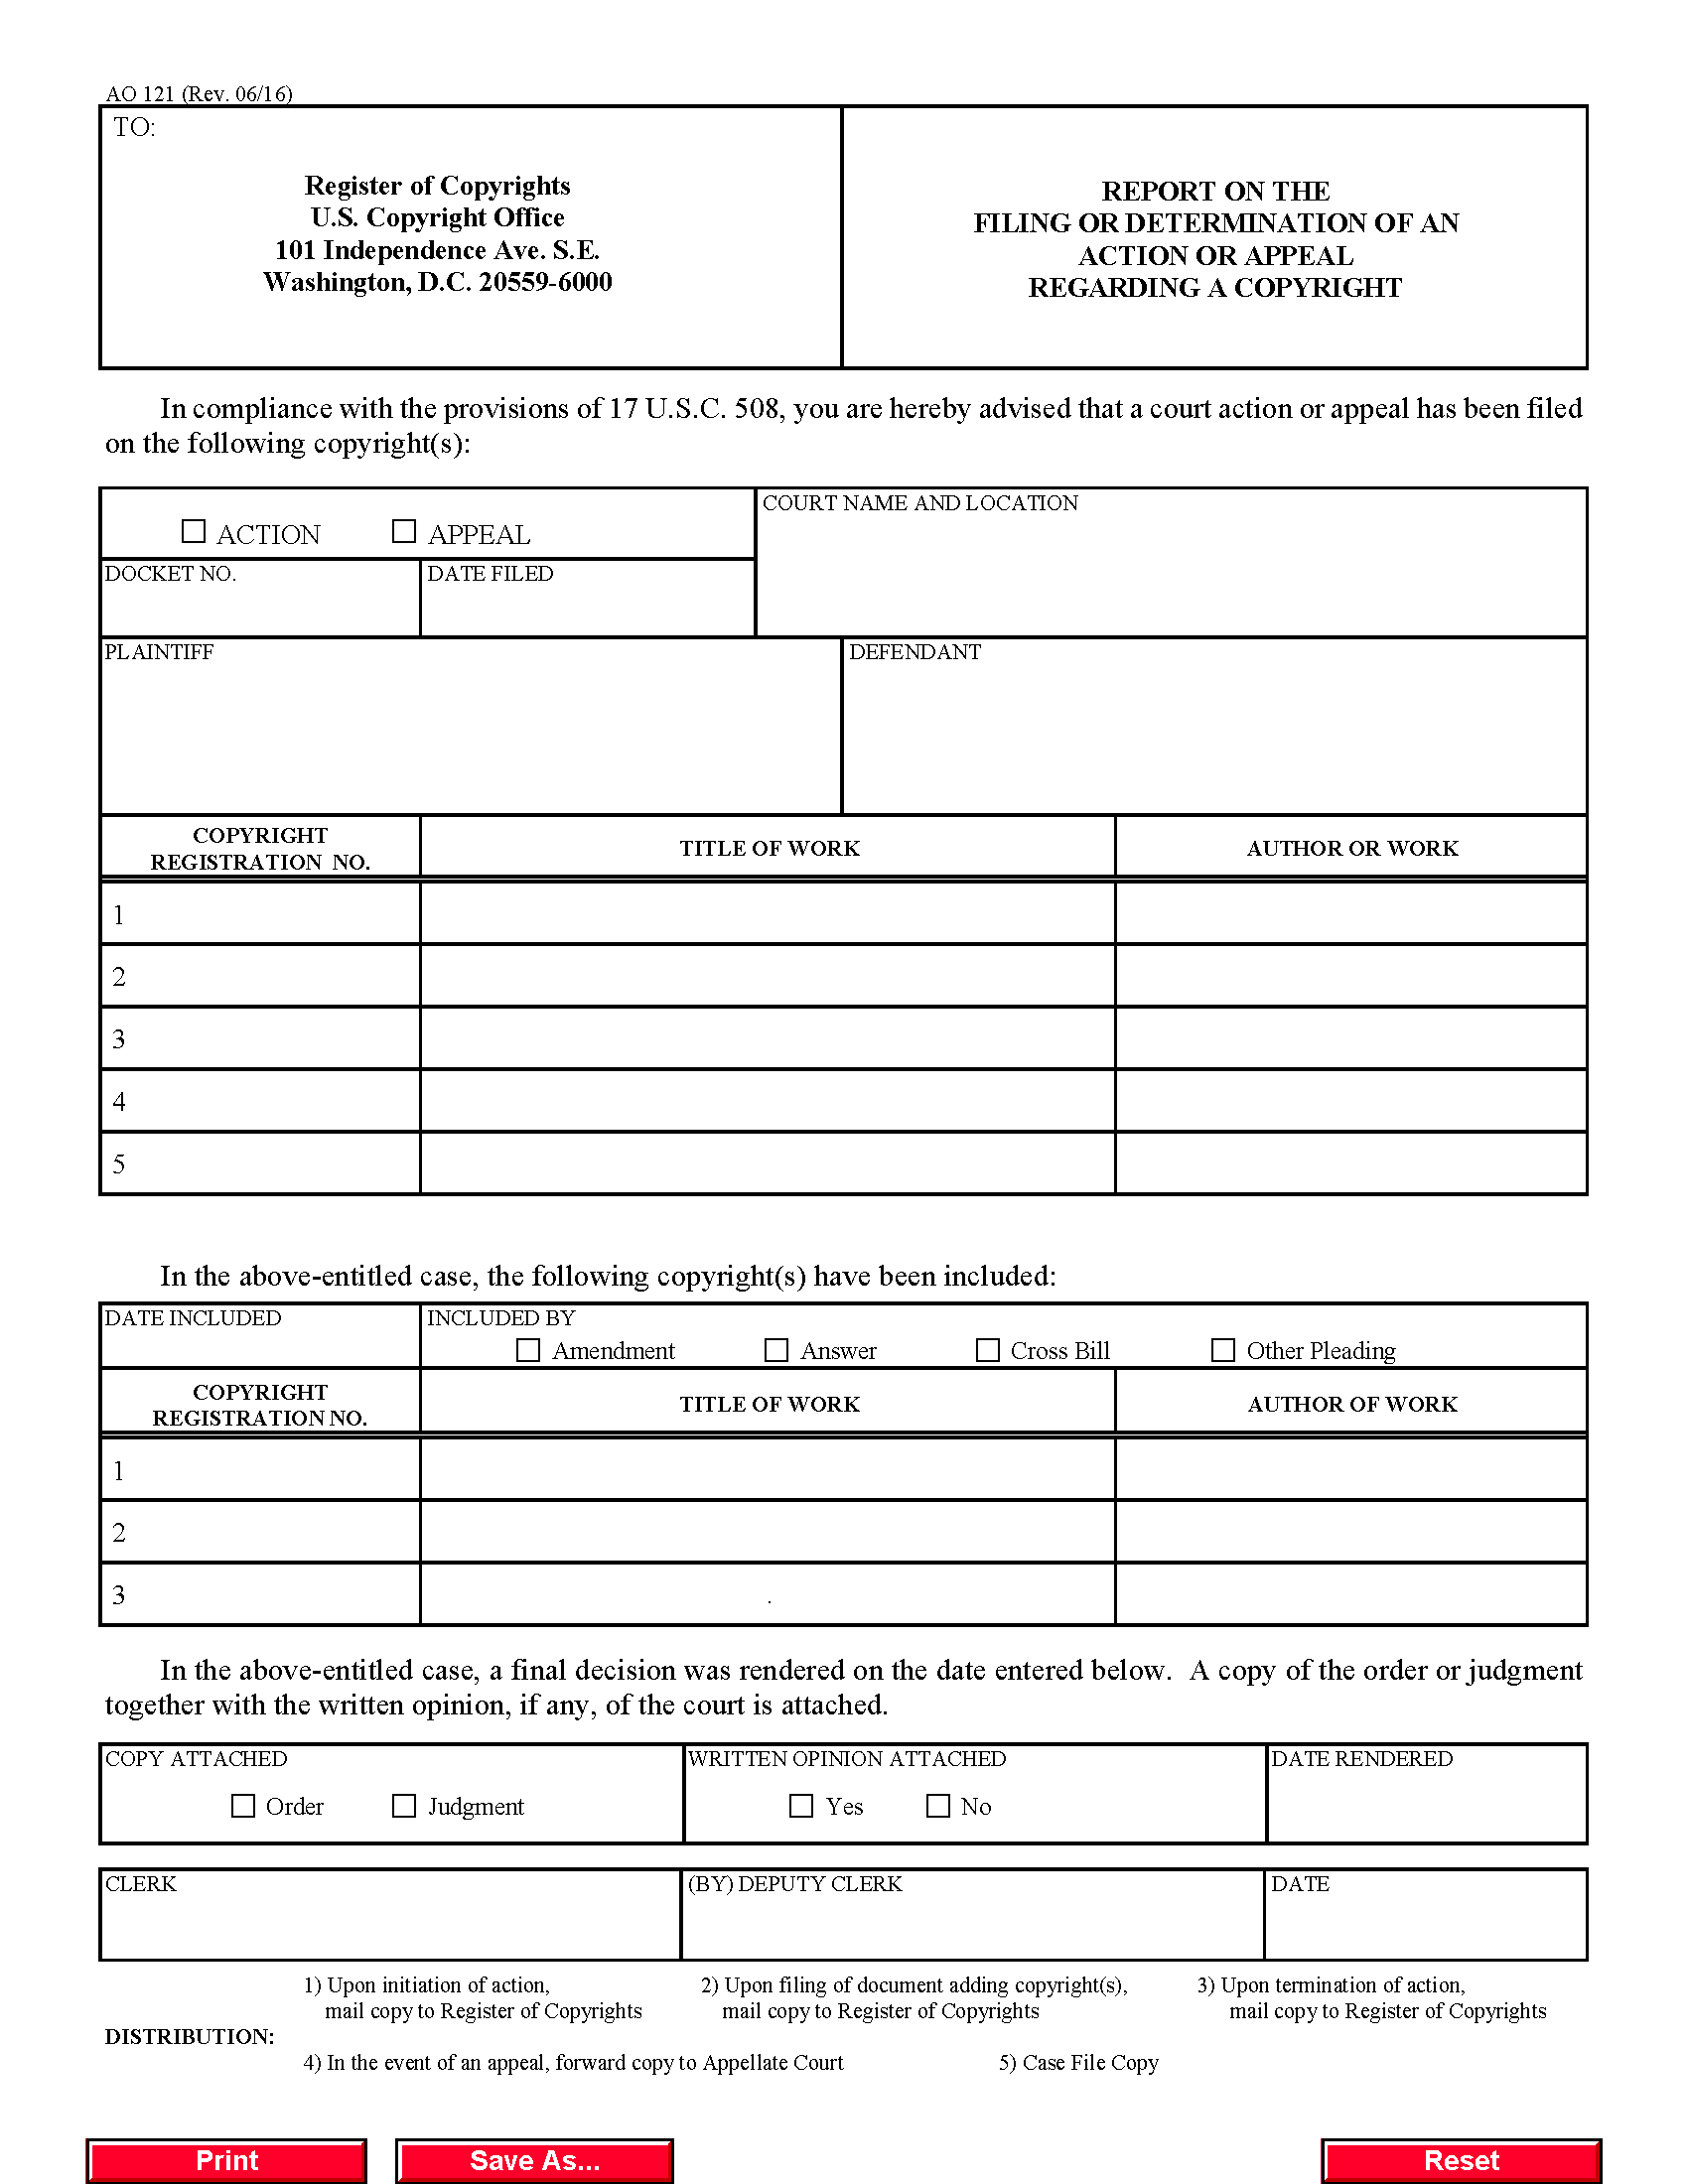 AO 121 (Rev. 06/16)
TO:
Register of Copyrights
U.S. Copyright Office
101 Independence Ave. S.E.
Washington, D.C. 20559-6000
REPORT ON THE
FILING OR DETERMINATION OF AN
ACTION OR APPEAL
REGARDING A COPYRIGHT
In compliance with the provisions of 17 U.S.C. 508, you are hereby advised that a court action or appeal has been filed
on the following copyright(s):
ACTION APPEAL
COURT NAME AND LOCATION
DOCKET NO. DATE FILED
PLAINTIFF DEFENDANT
COPYRIGHT
REGISTRATION NO.
TITLE OF WORK
AUTHOR OR WORK
1
2
3
4
5
In the above-entitled case, the following copyright(s) have been included:
DATE INCLUDED INCLUDED BY
Amendment Answer Cross Bill Other Pleading
COPYRIGHT
REGISTRATION NO.
TITLE OF WORK
AUTHOR OF WORK
1
2
3 .
In the above-entitled case, a final decision was rendered on the date entered below. A copy of the order or judgment
together with the written opinion, if any, of the court is attached.
COPY ATTACHED WRITTEN OPINION ATTACHED DATE RENDERED
Order Judgment Yes No
CLERK (BY) DEPUTY CLERK DATE
1) Upon initiation of action,
mail copy to Register of Copyrights
2) Upon filing of document adding copyright(s),
mail copy to Register of Copyrights
3) Upon termination of action,
mail copy to Register of Copyrights
DISTRIBUTION:
4) In the event of an appeal, forward copy to Appellate Court 5) Case File Copy
Print Save As... Reset